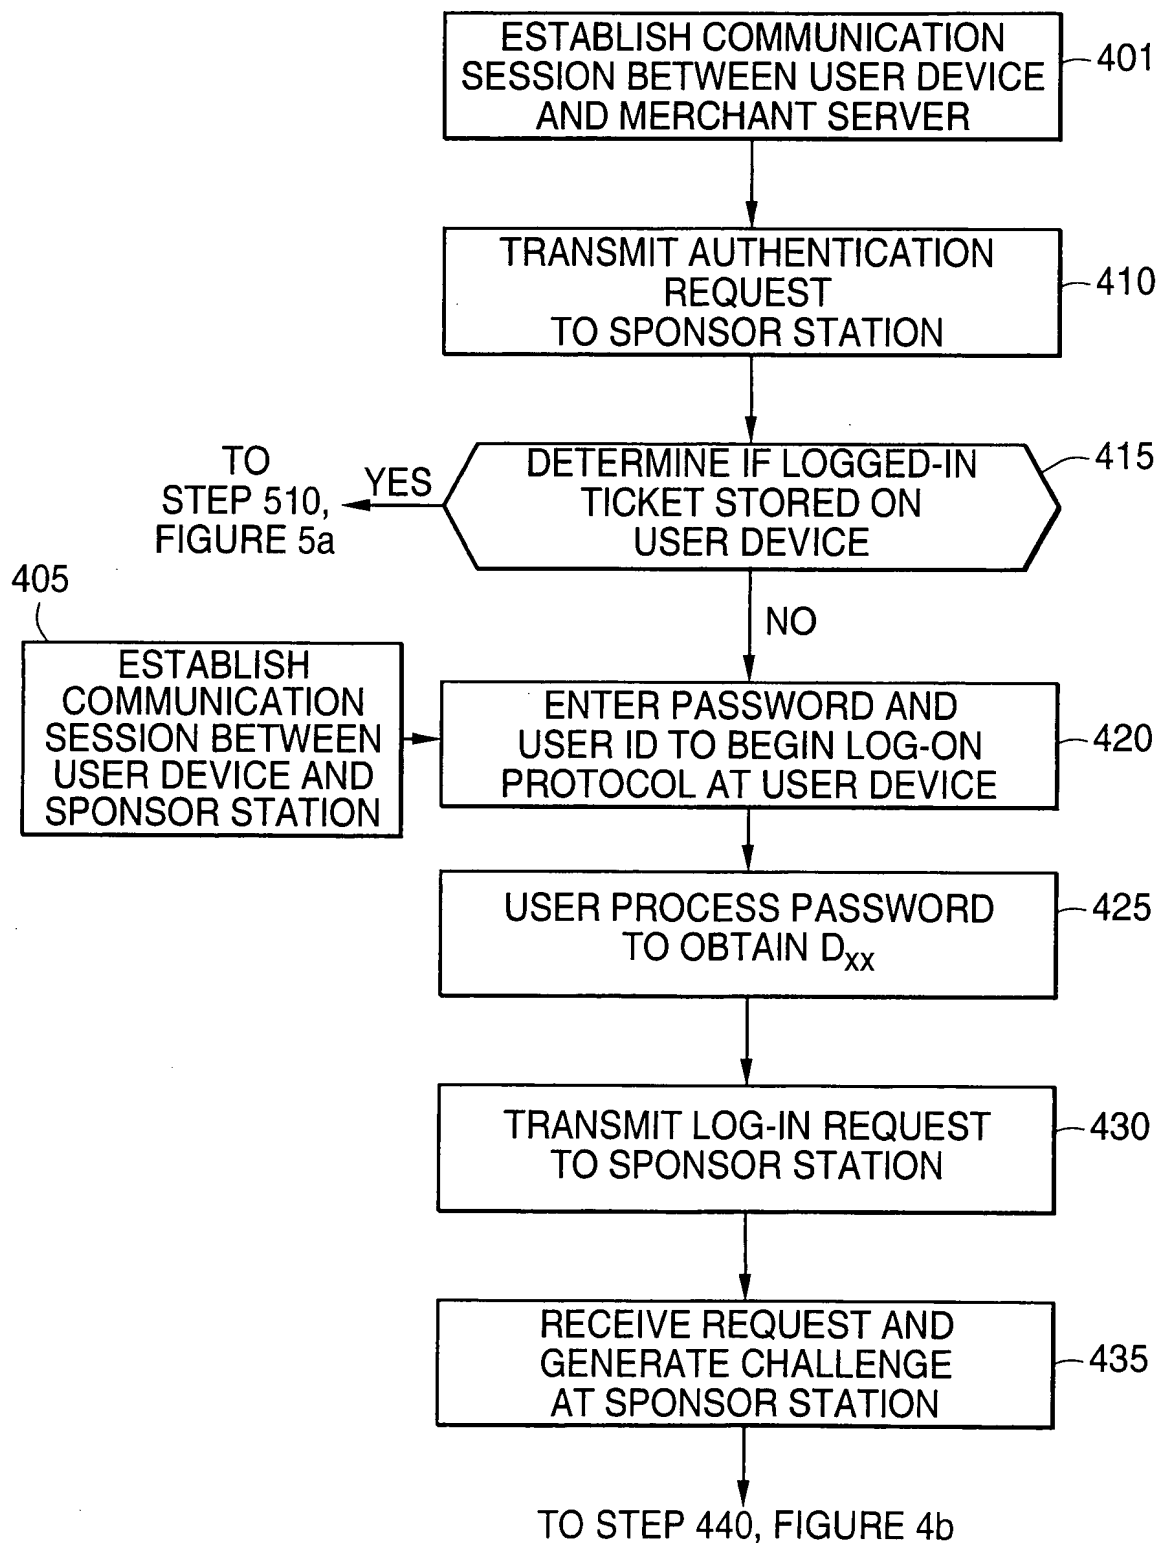 ESTABLISH COMMUNICATION
SESSION BETWEEN USER DEVICE
AND MERCHANT SERVER
401
TRANSMIT AUTHENTICATION
REQUEST
TO SPONSOR STATION
410
DETERMINE IF LOGGED-IN
TICKET STORED ON
USER DEVICE
415
YES
TO
STEP 510,
FIGURE 5a
NO
405
ESTABLISH
COMMUNICATION
SESSION BETWEEN
USER DEVICE AND
SPONSOR STATION
ENTER PASSWORD AND
USER ID TO BEGIN LOG-ON
PROTOCOL AT USER DEVICE
420
USER PROCESS PASSWORD
TO OBTAIN DXX
425
TRANSMIT LOG-IN REQUEST
TO SPONSOR STATION
430
RECEIVE REQUEST AND
GENERATE CHALLENGE
AT SPONSOR STATION
435
TO STEP 440, FIGURE 4b